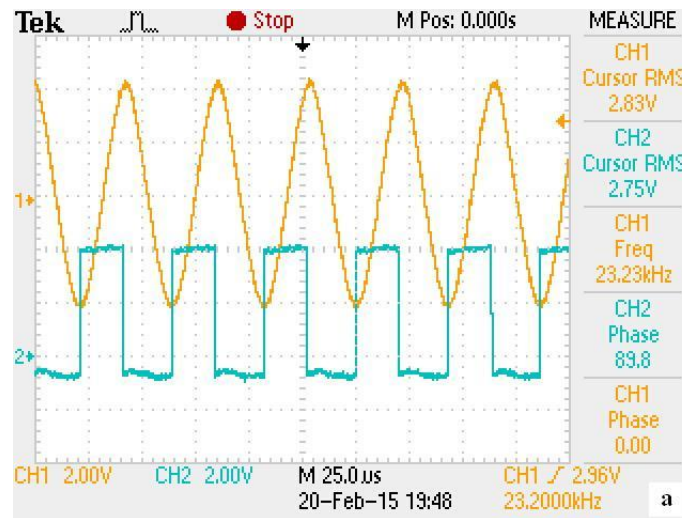 Tek Stop M Pos: 0.000s MEASURE
CH1
Cursor RMS
2.83V
CH2
Cursor RMS
2.75V
CH1
Freq
23.23kHz
CH2
Phase
89.8
CH1
Phase
0.00
1
2
CH1 2.00V CH2 2.00V M 25.0us CH1 2.96V
20-Feb-15 19:48 23.2000kHz
a